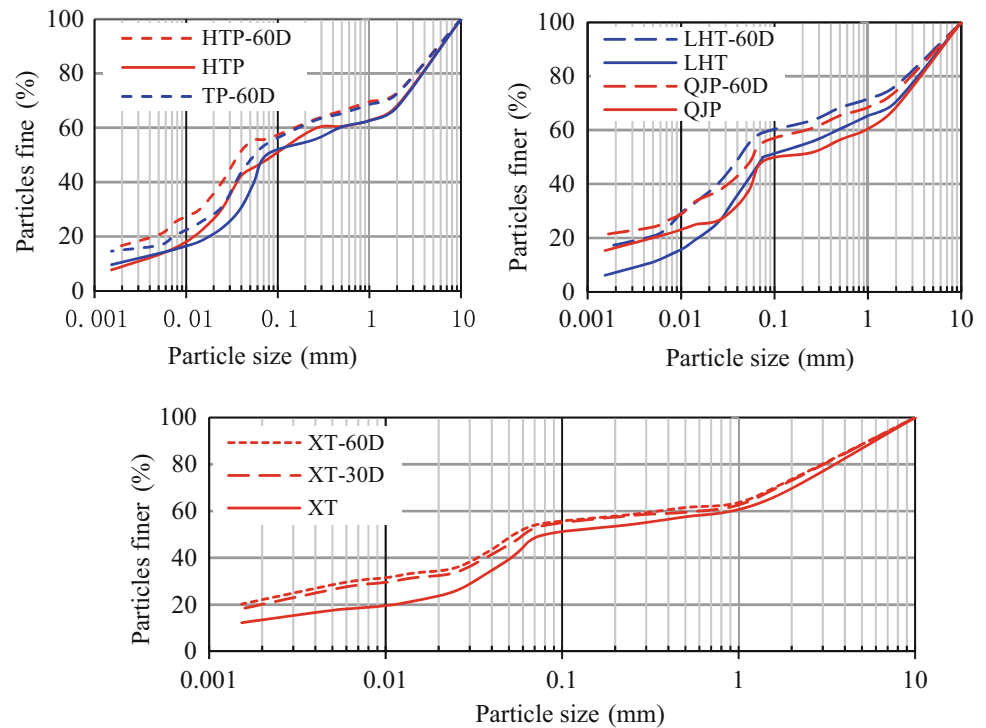 Particles fine (%)
100
80
60
40
20
0
HTP-60D
HTP
TP-60D
0.001
0.01
0.1
1
10
Particle size (mm)
Particles finer (%)
100
80
60
40
20
0
LHT-60D
LHT
QJP-60D
QJP
0.001
0.01
0.1
1
10
Particle size (mm)
Particles finer (%)
100
80
60
40
20
0
XT-60D
XT-30D
XT
0.001
0.01
0.1
1
10
Particle size (mm)